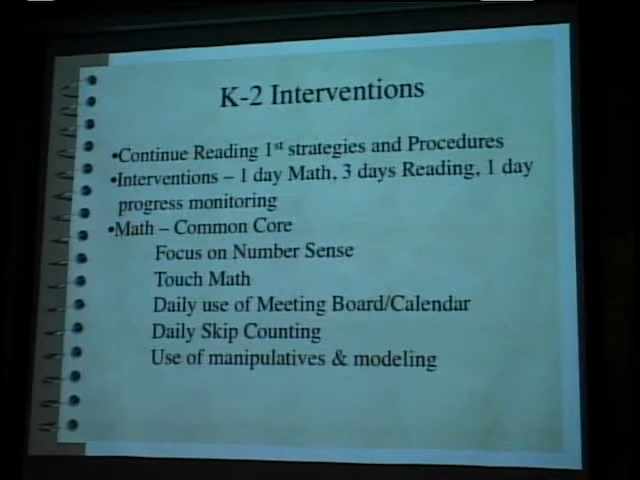 K-2 Interventions
•Continue Reading 1st strategies and Procedures
•Interventions – 1 day Math, 3 days Reading, 1 day
progress monitoring
•Math – Common Core
Focus on Number Sense
Touch Math
Daily use of Meeting Board/Calendar
Daily Skip Counting
Use of manipulatives & modeling